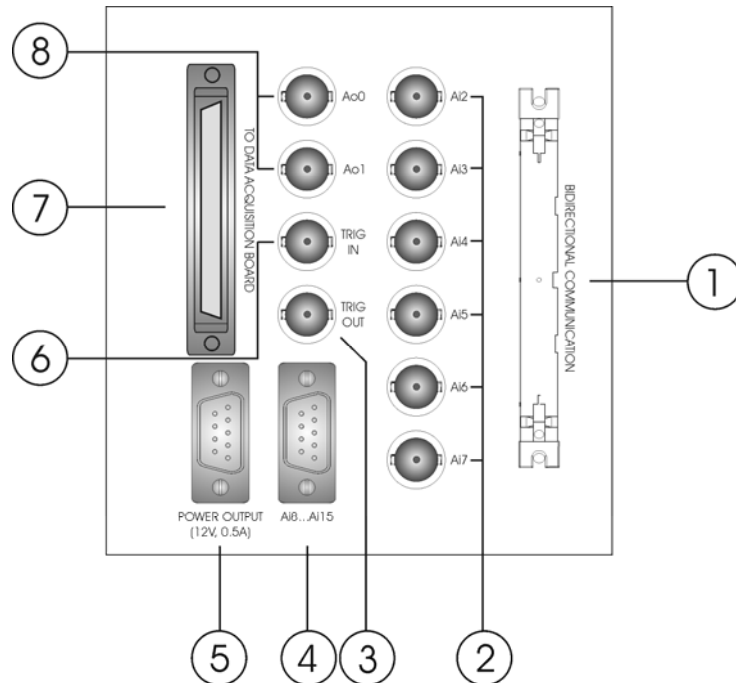 8
7
6
5
4
3
2
1
Ao0
Ao1
TRIG
IN
TRIG
OUT
Ai2
Ai3
Ai4
Ai5
Ai6
Ai7
TO DATA ACQUISITION BOARD
BIDIRECTIONAL COMMUNICATION
POWER OUTPUT
(12V, 0.5A)
Ai8...Ai15